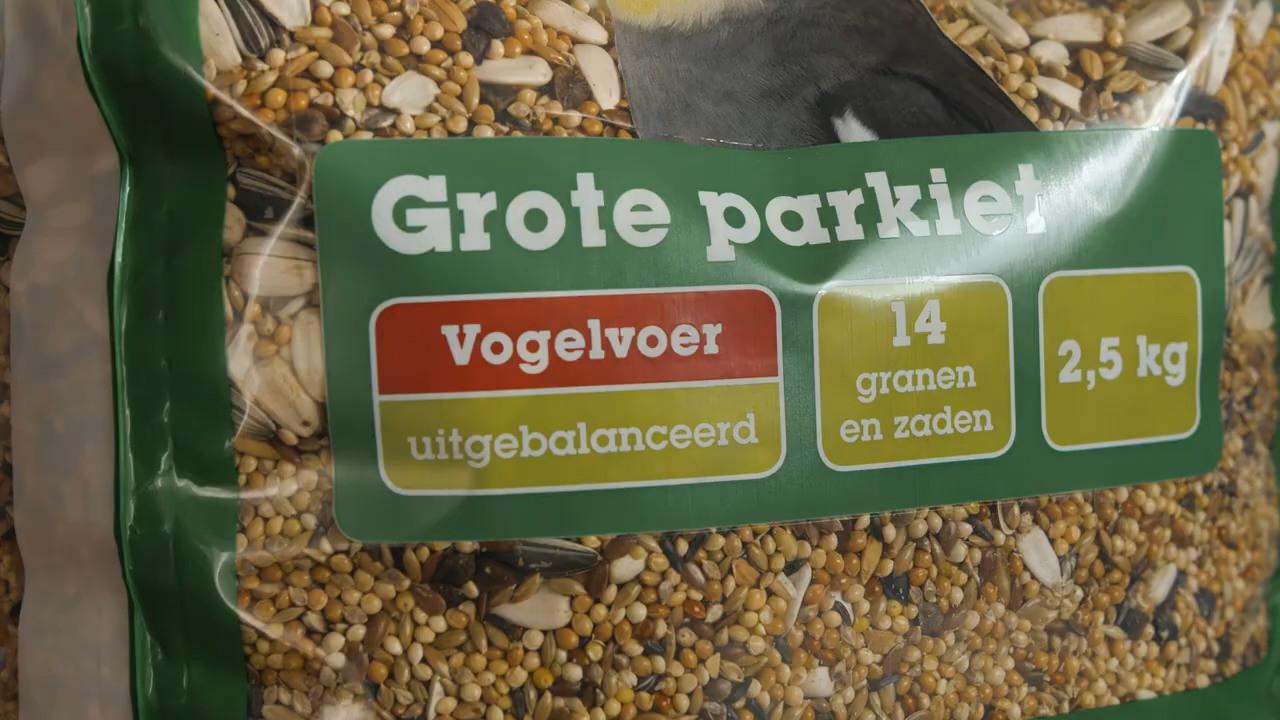 Grote parkiet
Vogelvoer
uitgebalanceerd
14
granen
en zaden
2,5 kg